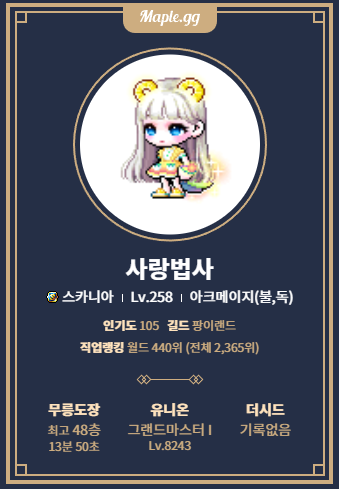 Maple.gg
사랑법사
스카니아 | Lv.258 | 아크메이지(불,독)
인기도 105 길드 팡이랜드
직업랭킹 월드 440위 (전체 2,365위)
무릉도장 유니온 더시드
최고 48층 그랜드마스터 I 기록없음
13분 50초 Lv.8243